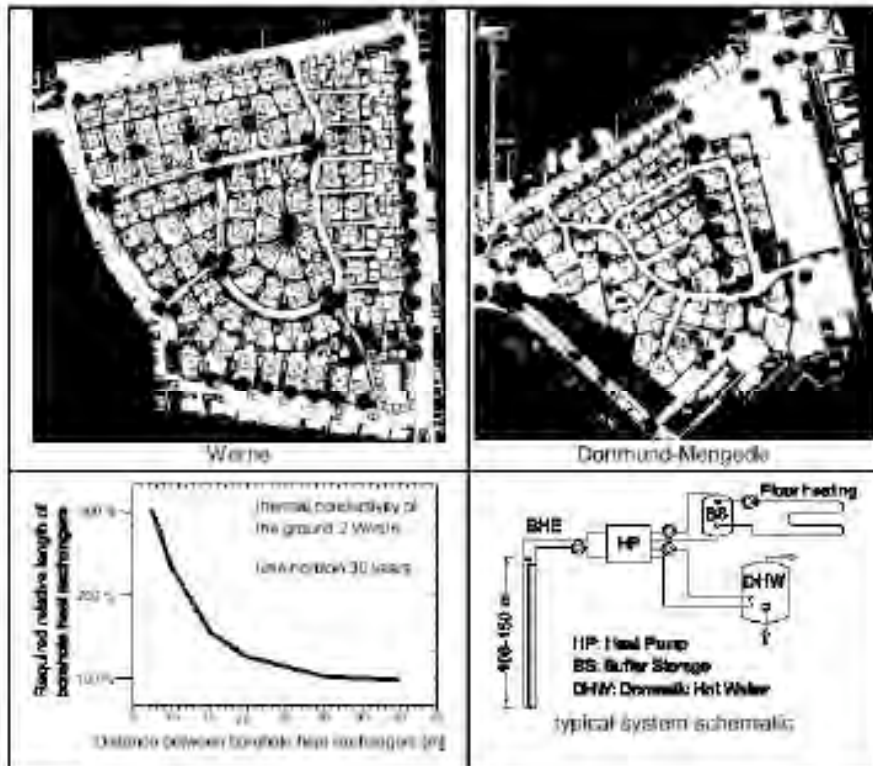 Werne
Dortmund-Mengede
Required relative length of
borehole heat exchangers
Thermal conductivity of
the ground 2
Time horizon 30 years
100 %
Distance between borehole heat exchangers [m]
BHE
HP
BS
Floor heating
DHW
100-150 m
HP: Heat Pump
BS: Buffer Storage
DHW: Domestic Hot Water
typical system schematic